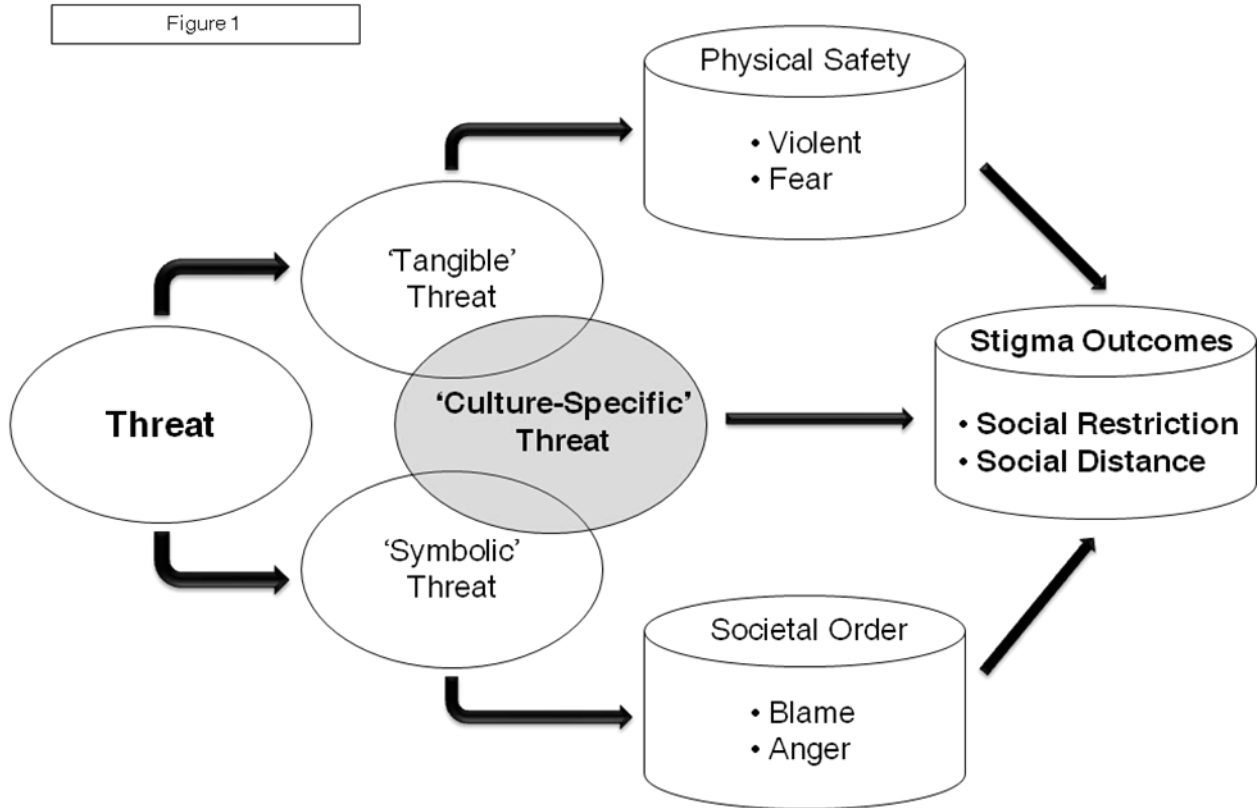 Figure 1
Physical Safety
• Violent
• Fear
‘Tangible’
Threat
Threat
‘Culture-Specific’
Threat
Stigma Outcomes
• Social Restriction
• Social Distance
‘Symbolic’
Threat
Societal Order
• Blame
• Anger